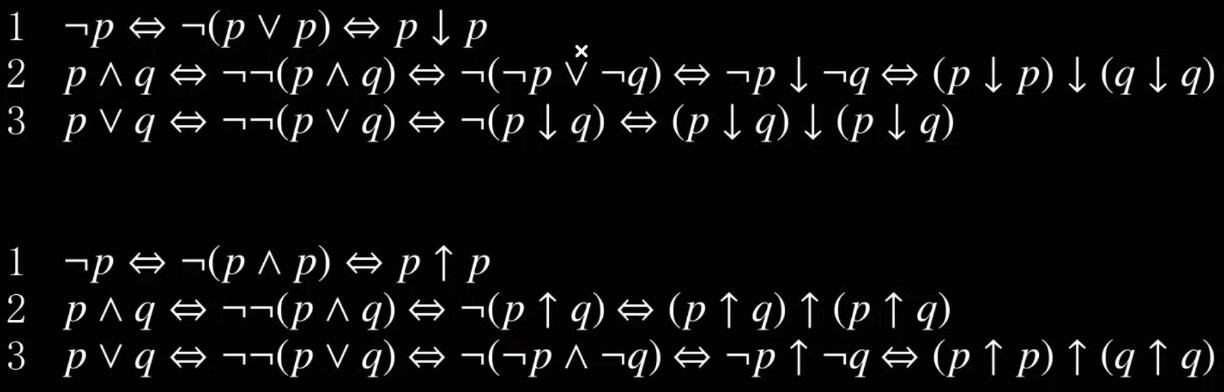 1 ¬p ⇔ ¬(p ∨ p) ⇔ p ↓ p
2 p ∧ q ⇔ ¬¬(p ∧ q) ⇔ ¬(¬p ∨ ¬q) ⇔ ¬p ↓ ¬q ⇔ (p ↓ p) ↓ (q ↓ q)
3 p ∨ q ⇔ ¬¬(p ∨ q) ⇔ ¬(p ↓ q) ⇔ (p ↓ q) ↓ (p ↓ q)
1 ¬p ⇔ ¬(p ∧ p) ⇔ p ↑ p
2 p ∧ q ⇔ ¬¬(p ∧ q) ⇔ ¬(p ↑ q) ⇔ (p ↑ q) ↑ (p ↑ q)
3 p ∨ q ⇔ ¬¬(p ∨ q) ⇔ ¬(¬p ∧ ¬q) ⇔ ¬p ↑ ¬q ⇔ (p ↑ p) ↑ (q ↑ q)